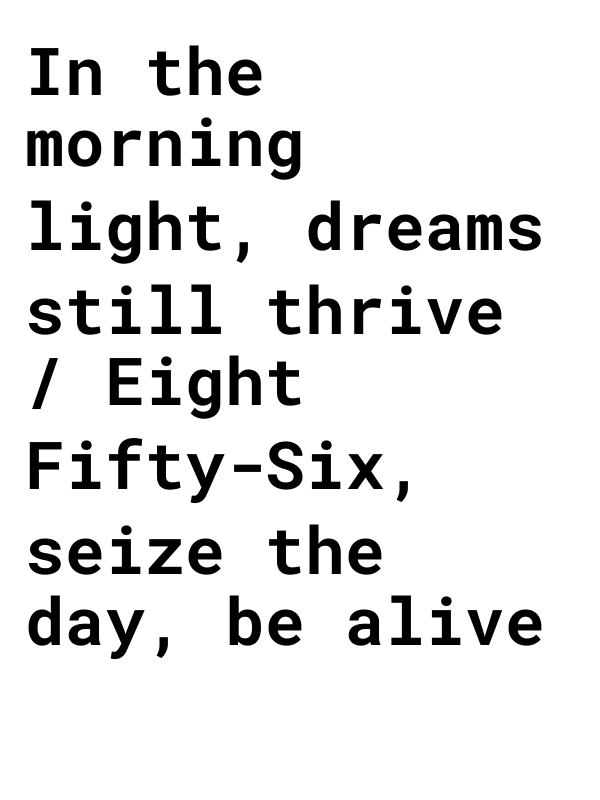 In the
morning
light, dreams
still thrive
/ Eight
Fifty-Six,
seize the
day, be alive